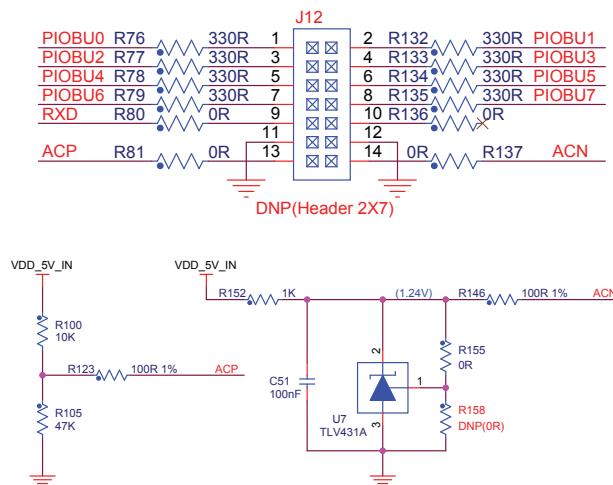 J12
PIOBU0 R76 330R 1 2 R132 330R PIOBU1
PIOBU2 R77 330R 3 4 R133 330R PIOBU3
PIOBU4 R78 330R 5 6 R134 330R PIOBU5
PIOBU6 R79 330R 7 8 R135 330R PIOBU7
RXD R80 0R 9 10 R136 0R
11 12
ACP R81 0R 13 14 0R R137 ACN
DNP(Header 2X7)
VDD_5V_IN VDD_5V_IN
R152 1K (1.24V) R146 100R 1% ACN
R100
10K
R123 100R 1% ACP
R105
47K
C51
100nF
2
1
3
U7
TLV431A
R155
0R
R158
DNP(0R)